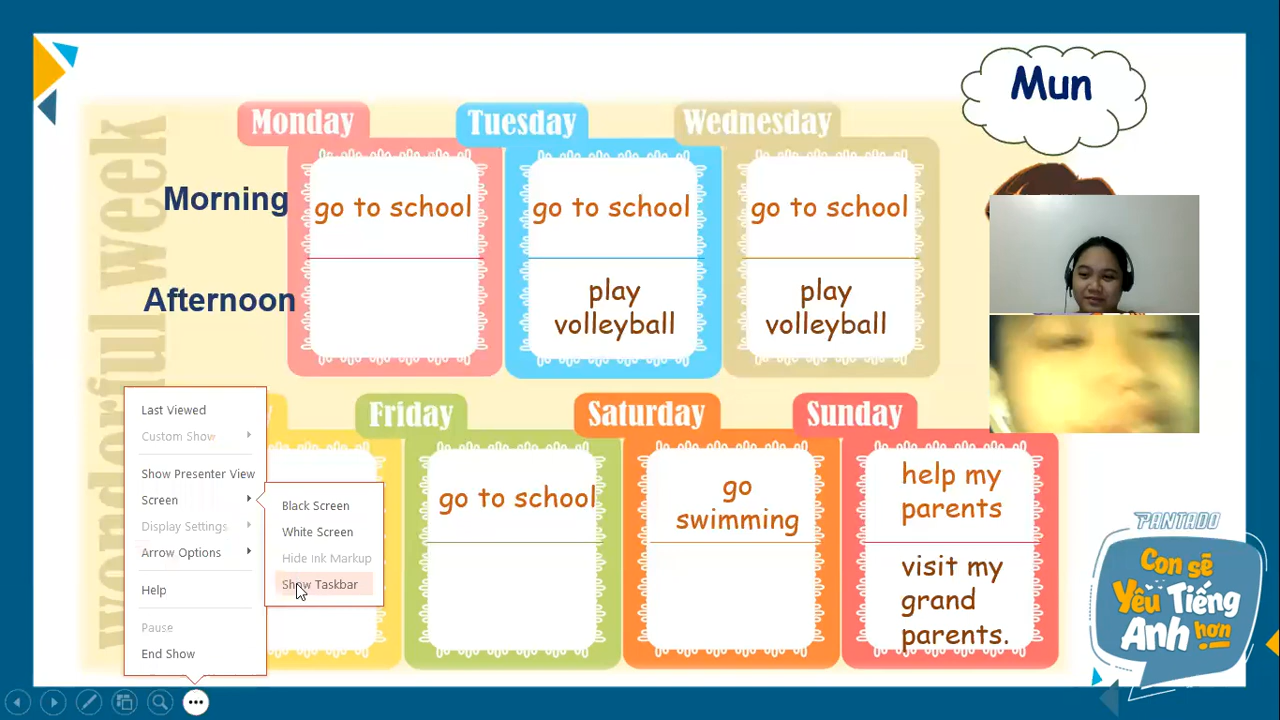 Mun
Monday
Tuesday
Wednesday
Morning
go to school
go to school
go to school
Afternoon
play
volleyball
play
volleyball
wonderful week
Friday
Saturday
Sunday
go to school
go
swimming
help my
parents
visit my
grand
parents.
Last Viewed
Custom Show
Show Presenter View
Screen
Display Settings
Arrow Options
Help
Pause
End Show
Black Screen
White Screen
Hide Ink Markup
Show Taskbar
PANTADO
Con sẽ
Yêu Tiếng
Anh hơn